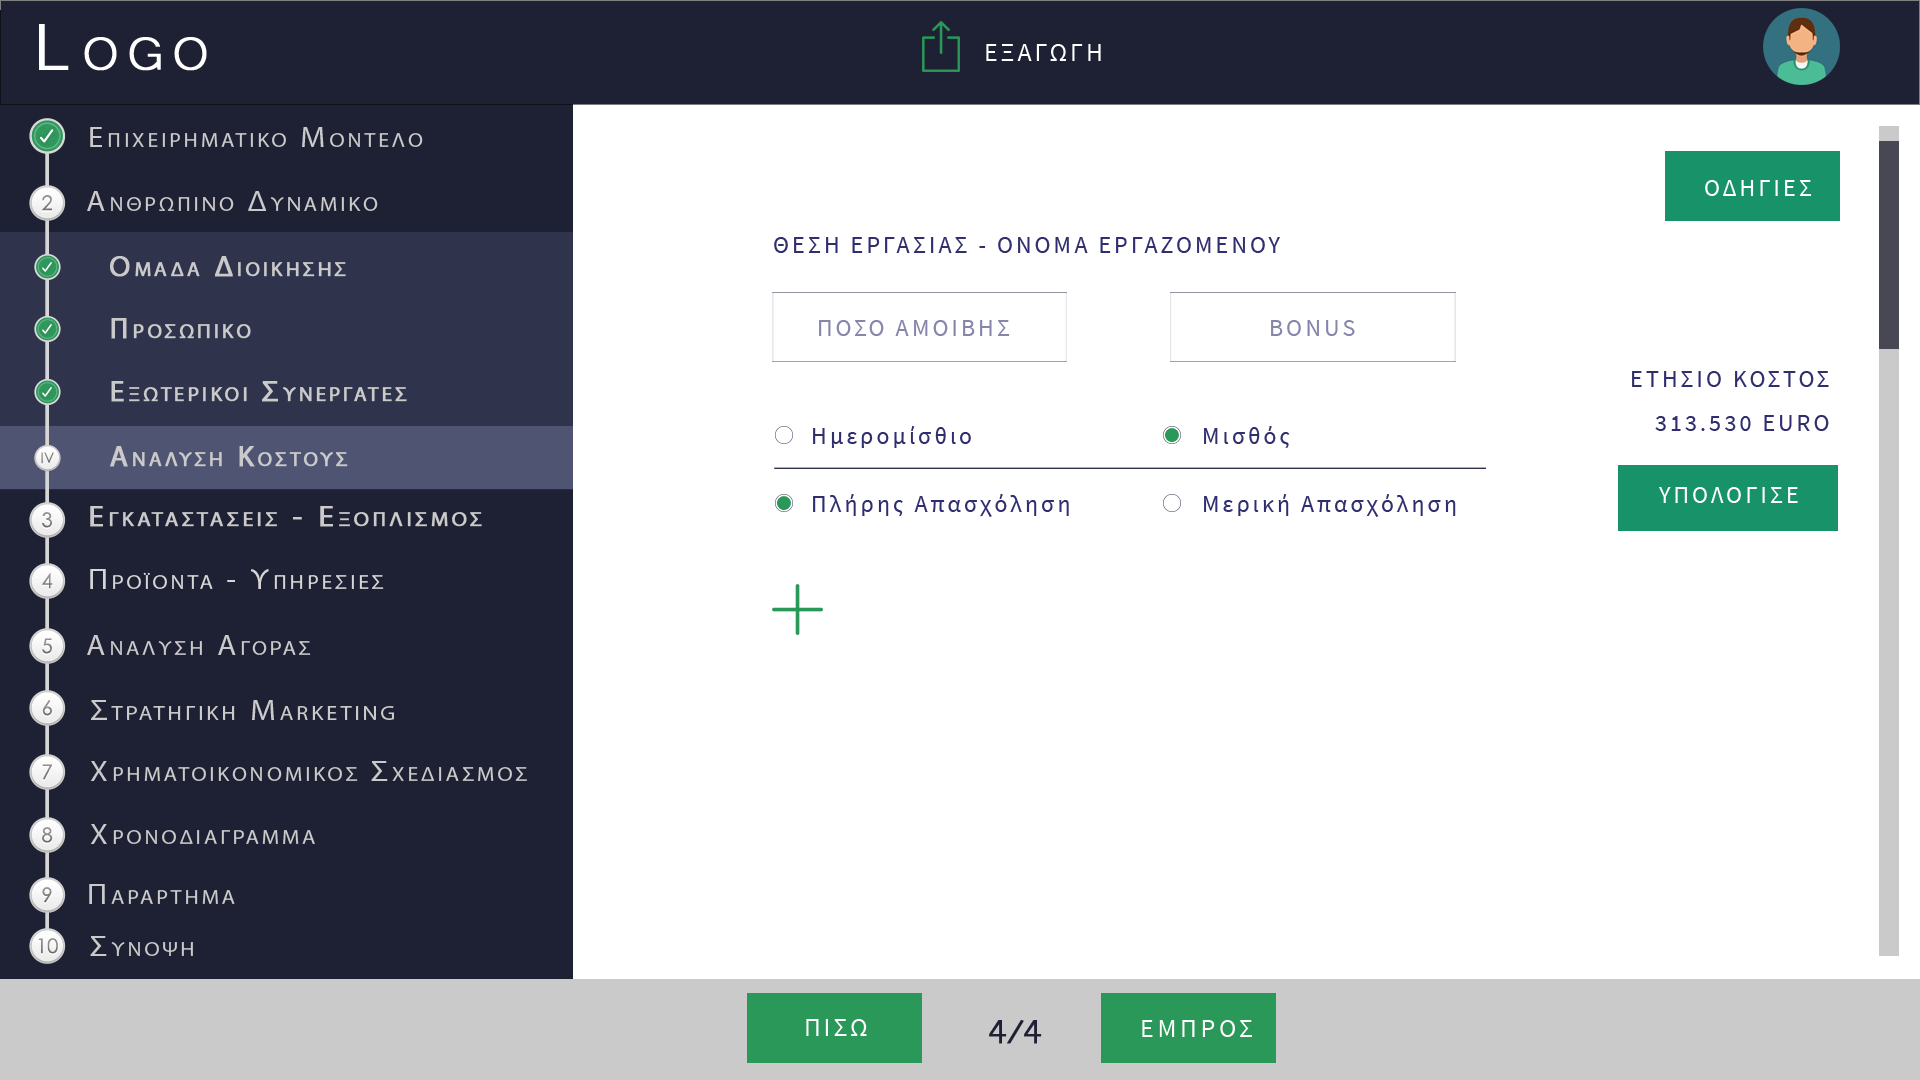 Logo
ΕΞΑΓΩΓΗ
Επιχειρηματικο Μοντελο
2 Ανθρωπινο Δυναμικο
Ομαδα Διοικησης
Προσωπικο
Εξωτερικοι Συνεργατες
IV Αναλυση Κοστους
3 Εγκαταστασεις - Εξοπλισμος
4 Προϊοντα - Υπηρεσιες
5 Αναλυση Αγορας
6 Στρατηγικη Marketing
7 Χρηματοικονομικος Σχεδιασμος
8 Χρονοδιαγραμμα
9 Παραρτημα
10 Συνοψη
ΟΔΗΓΙΕΣ
ΘΕΣΗ ΕΡΓΑΣΙΑΣ - ΟΝΟΜΑ ΕΡΓΑΖΟΜΕΝΟΥ
ΠΟΣΟ ΑΜΟΙΒΗΣ BONUS
ΕΤΗΣΙΟ ΚΟΣΤΟΣ
313.530 EURO
Ημερομίσθιο Μισθός
ΥΠΟΛΟΓΙΣΕ
Πλήρης Απασχόληση Μερική Απασχόληση
ΠΙΣΩ 4/4 ΕΜΠΡΟΣ